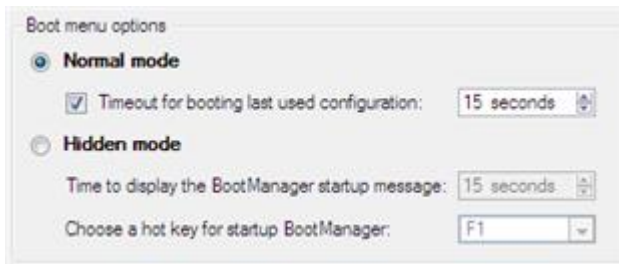 Boot menu options
Normal mode
Timeout for booting last used configuration: 15 seconds
Hidden mode
Time to display the BootManager startup message: 15 seconds
Choose a hot key for startup BootManager: F1